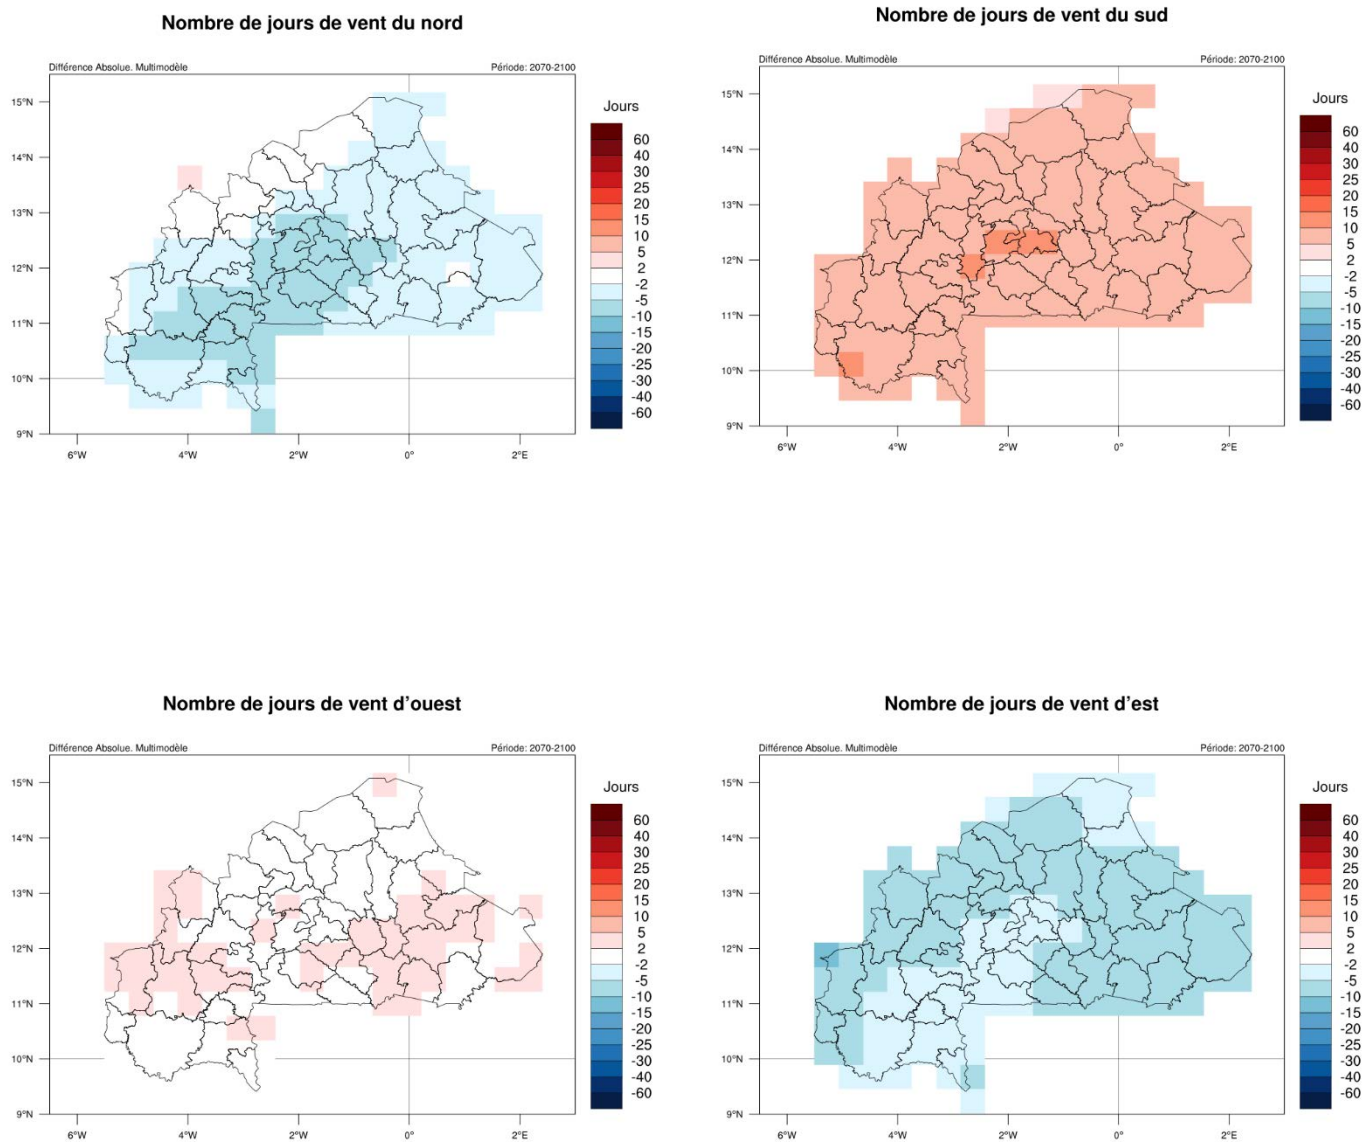 Nombre de jours de vent du nord
Différence Absolue. Multimodèle Période: 2070-2100
Jours
15°N
14°N
13°N
12°N
11°N
10°N
9°N
6°W 4°W 2°W 0° 2°E
60
40
25
20
15
10
5
2
-2
-5
-10
-15
-20
-25
-30
-40
-60
Nombre de jours de vent du sud
Différence Absolue. Multimodèle Période: 2070-2100
Jours
15°N
14°N
13°N
12°N
11°N
10°N
9°N
6°W 4°W 2°W 0° 2°E
60
40
30
25
20
15
10
5
2
-2
-5
-10
-15
-20
-25
-30
-40
-60
Nombre de jours de vent d'ouest
Différence Absolue. Multimodèle Période: 2070-2100
Jours
15°N
14°N
13°N
12°N
11°N
10°N
9°N
6°W 4°W 2°W 0° 2°E
60
40
25
20
15
10
5
2
-2
-5
-10
-15
-20
-25
-30
-40
-60
Nombre de jours de vent d'est
Différence Absolue. Multimodèle Période: 2070-2100
Jours
15°N
14°N
13°N
12°N
11°N
10°N
9°N
6°W 4°W 2°W 0° 2°E
60
40
25
20
15
10
5
2
-2
-5
-10
-15
-20
-25
-30
-40
-60